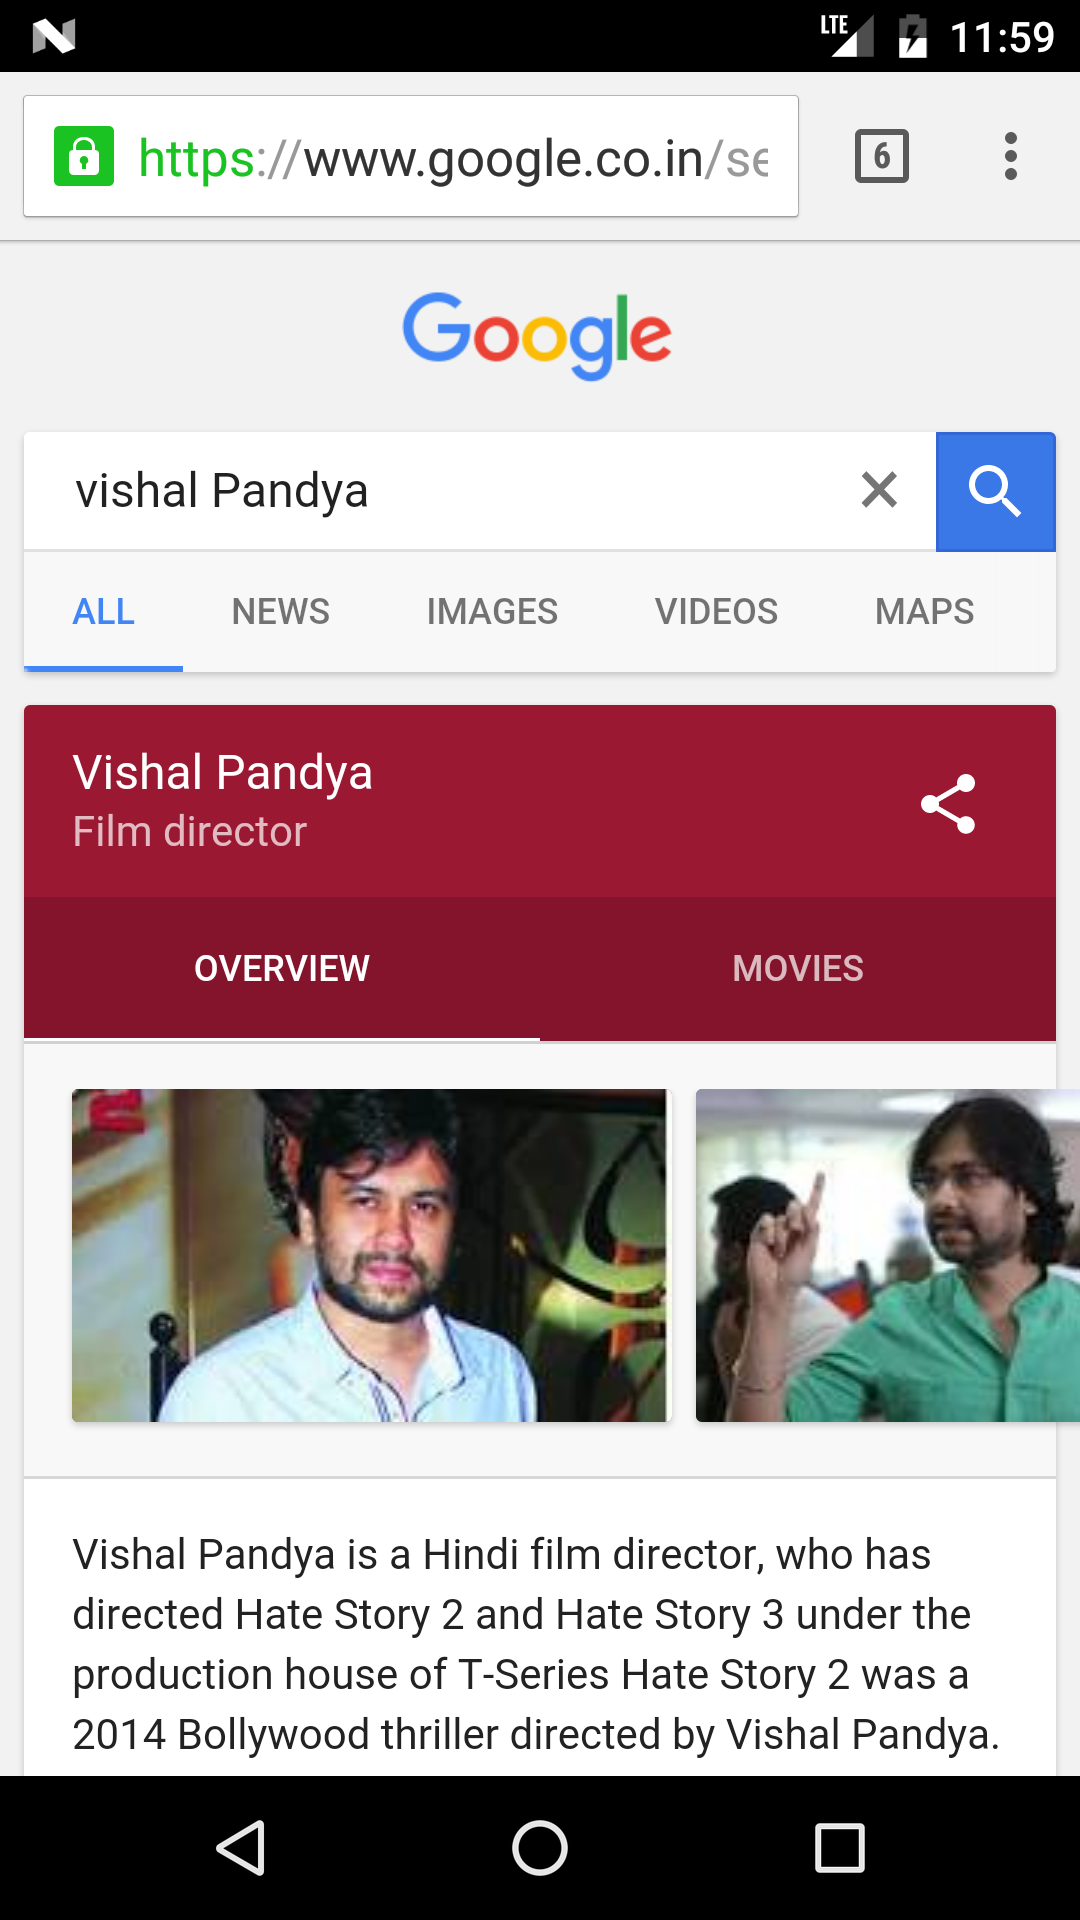 LTE 11:59
https://www.google.co.in/se
6
Google
vishal Pandya
ALL NEWS IMAGES VIDEOS MAPS
Vishal Pandya
Film director
OVERVIEW MOVIES
Vishal Pandya is a Hindi film director, who has
directed Hate Story 2 and Hate Story 3 under the
production house of T-Series Hate Story 2 was a
2014 Bollywood thriller directed by Vishal Pandya.